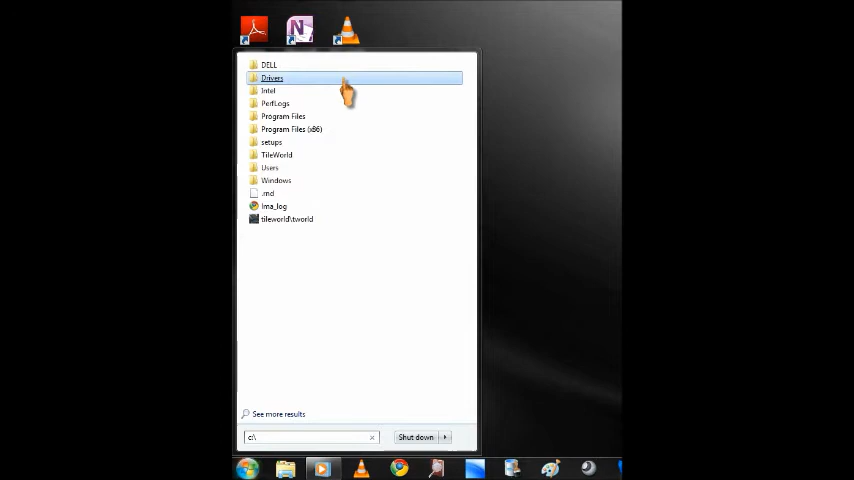 DELL
Drivers
Intel
PerfLogs
Program Files
Program Files (x86)
setups
TileWorld
Users
Windows
.rnd
lma_log
tileworld\tworld
See more results
c:\
Shut down